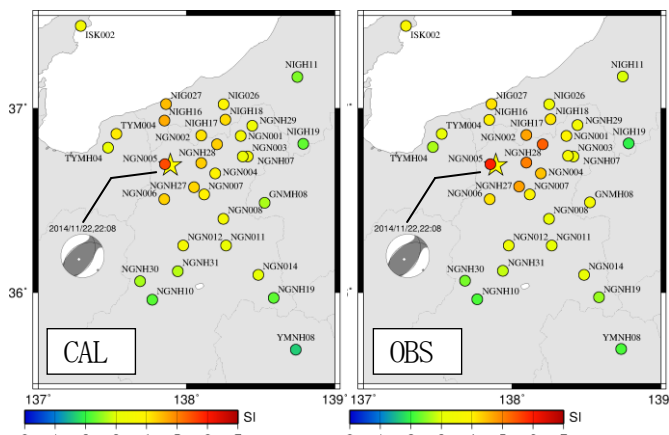 ISK002
NIGH11
37°
NIG027
NIG026
NIGH16
NIGH18
TYM004
NIGH17
NGNH29
NGN002
NGN001
NIGH19
TYMH04
NGN003
NGN005
NGNH28
NGNH07
NGN004
NGNH27
NGN006
NGN007
GNMH08
NGN008
2014/11/22,22:08
NGN012
NGN011
NGNH31
NGNH30
NGN014
36°
NGNH10
NGNH19
CAL
YMNH08
137°
138°
139°
SI
ISK002
NIGH11
37°
NIG027
NIG026
NIGH16
NIGH18
TYM004
NIGH17
NGNH29
NGN002
NGN001
NIGH19
TYMH04
NGN003
NGN005
NGNH28
NGNH07
NGN004
NGNH27
NGN006
NGN007
GNMH08
NGN008
2014/11/22,22:08
NGN012
NGN011
NGNH31
NGNH30
NGN014
36°
NGNH10
NGNH19
OBS
YMNH08
138°
139
SI